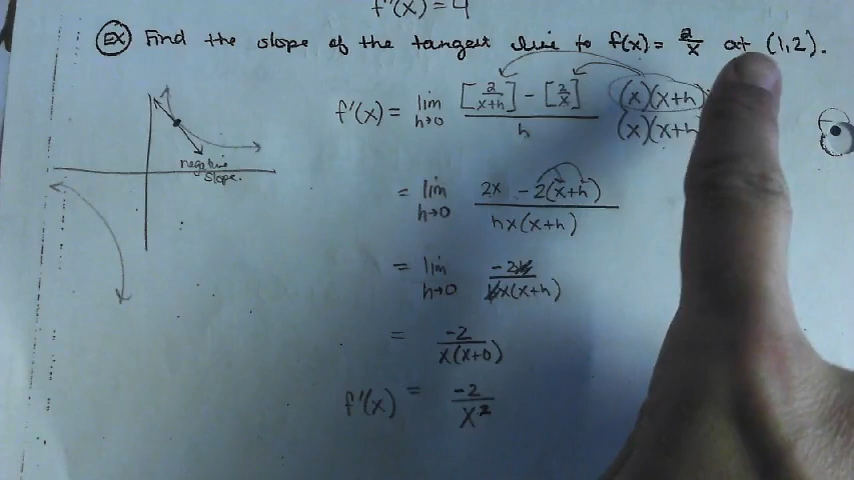 f'(x) = 4
Ex Find the slope of the tangent line to f(x) = 2/x at (1,2).
f'(x) = lim h→0 [2/(x+h)] - [2/x] / h (x)(x+h) / (x)(x+h
negative slope.
= lim h→0 2x - 2(x+h) / hx(x+h)
= lim h→0 -2h / hx(x+h)
= -2 / x(x+0)
f'(x) = -2 / x²